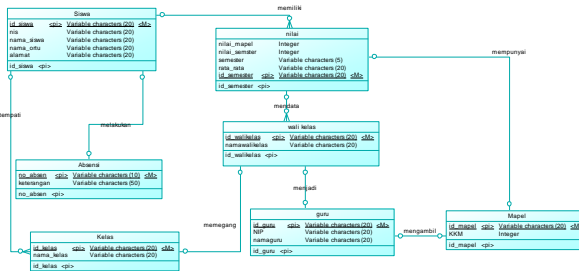 Siswa
id_siswa <pi> Variable characters (20) <M>
nis Variable characters (20)
nama_siswa Variable characters (20)
nama_ortu Variable characters (20)
alamat Variable characters (20)
id_siswa <pi>
memiliki
nilai
nilai_mapel Integer
nilai_semster Integer
semester Variable characters (5)
rata_rata Variable characters (20)
id_semester <pi> Variable characters (20) <M>
id_semester <pi>
mempunyai
empati
melakukan
mendata
wali kelas
id_walikelas <pi> Variable characters (20) <M>
namawalikelas Variable characters (20)
id_walikelas <pi>
Absensi
no_absen <pi> Variable characters (10) <M>
keterangan Variable characters (50)
no_absen <pi>
menjadi
memegang
guru
id_guru <pi> Variable characters (20) <M>
NIP Variable characters (20)
namaguru Variable characters (20)
id_guru <pi>
mengambil
Mapel
id_mapel <pi> Variable characters (20) <M>
KKM Integer
id_mapel <pi>
Kelas
id_kelas <pi> Variable characters (20) <M>
nama_kelas Variable characters (20)
id_kelas <pi>